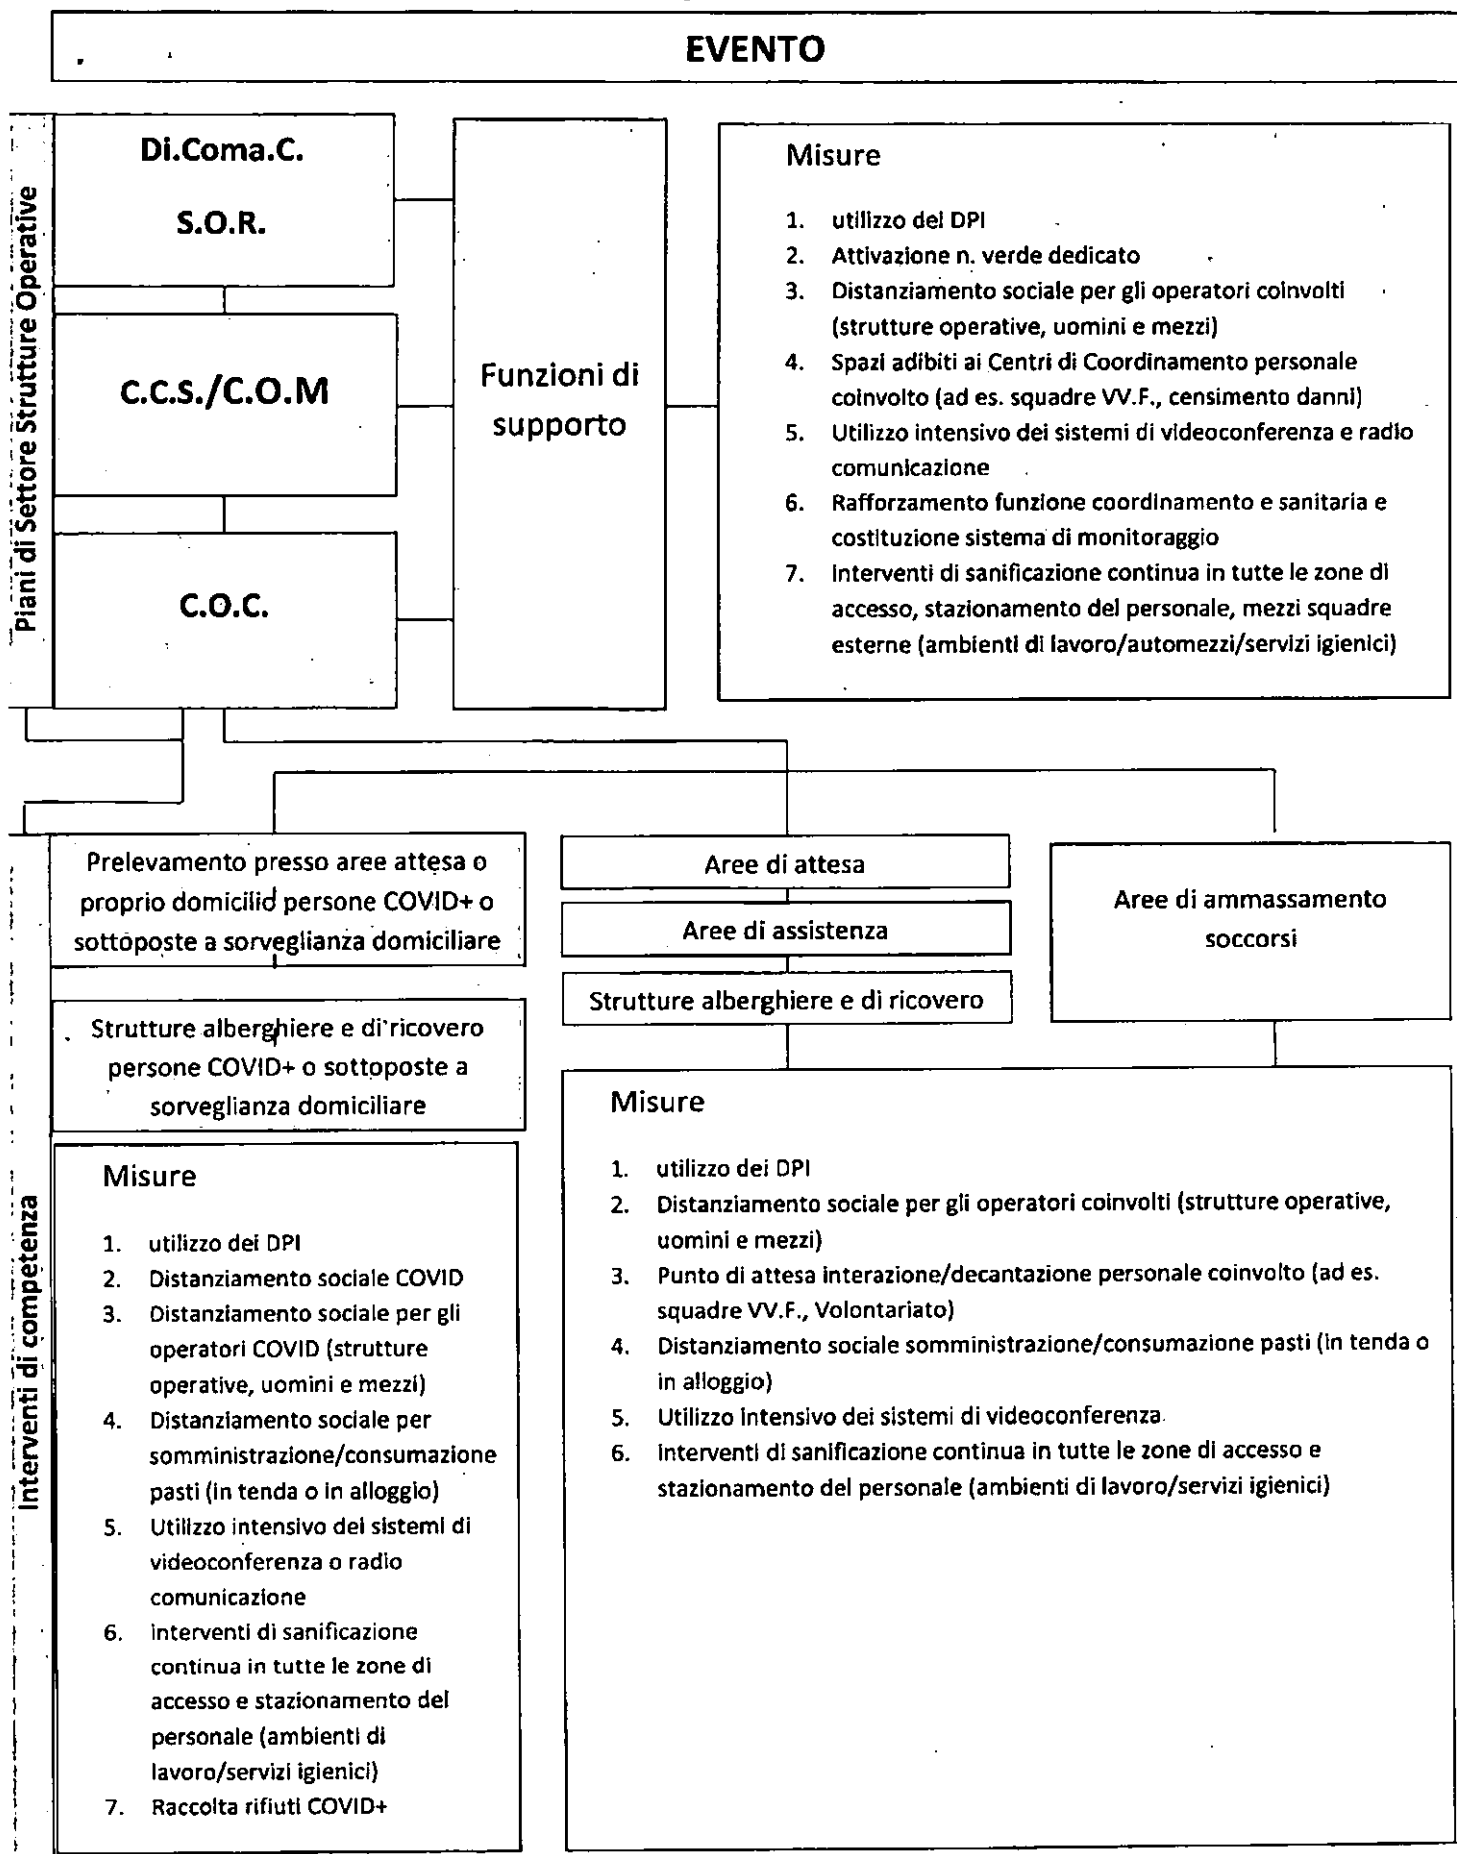 EVENTO
Piani di Settore Strutture Operative
Di.Coma.C.
S.O.R.
C.C.S./C.O.M
C.O.C.
Funzioni di
supporto
Misure
1. utilizzo dei DPI
2. Attivazione n. verde dedicato
3. Distanziamento sociale per gli operatori coinvolti
(strutture operative, uomini e mezzi)
4. Spazi adibiti ai Centri di Coordinamento personale
coinvolto (ad es. squadre VV.F., censimento danni)
5. Utilizzo intensivo dei sistemi di videoconferenza e radio
comunicazione
6. Rafforzamento funzione coordinamento e sanitaria e
costituzione sistema di monitoraggio
7. Interventi di sanificazione continua in tutte le zone di
accesso, stazionamento del personale, mezzi squadre
esterne (ambienti di lavoro/automezzi/servizi igienici)
Interventi di competenza
Prelevamento presso aree attesa o
proprio domicilio persone COVID+ o
sottoposte a sorveglianza domiciliare
Strutture alberghiere e di ricovero
persone COVID+ o sottoposte a
sorveglianza domiciliare
Misure
1. utilizzo dei DPI
2. Distanziamento sociale COVID
3. Distanziamento sociale per gli
operatori COVID (strutture
operative, uomini e mezzi)
4. Distanziamento sociale per
somministrazione/consumazione
pasti (in tenda o in alloggio)
5. Utilizzo intensivo dei sistemi di
videoconferenza o radio
comunicazione
6. interventi di sanificazione
continua in tutte le zone di
accesso e stazionamento del
personale (ambienti di
lavoro/servizi igienici)
7. Raccolta rifiuti COVID+
Aree di attesa
Aree di assistenza
Strutture alberghiere e di ricovero
Aree di ammassamento
soccorsi
Misure
1. utilizzo dei DPI
2. Distanziamento sociale per gli operatori coinvolti (strutture operative,
uomini e mezzi)
3. Punto di attesa interazione/decantazione personale coinvolto (ad es.
squadre VV.F., Volontariato)
4. Distanziamento sociale somministrazione/consumazione pasti (in tenda o
in alloggio)
5. Utilizzo intensivo dei sistemi di videoconferenza
6. interventi di sanificazione continua in tutte le zone di accesso e
stazionamento del personale (ambienti di lavoro/servizi igienici)